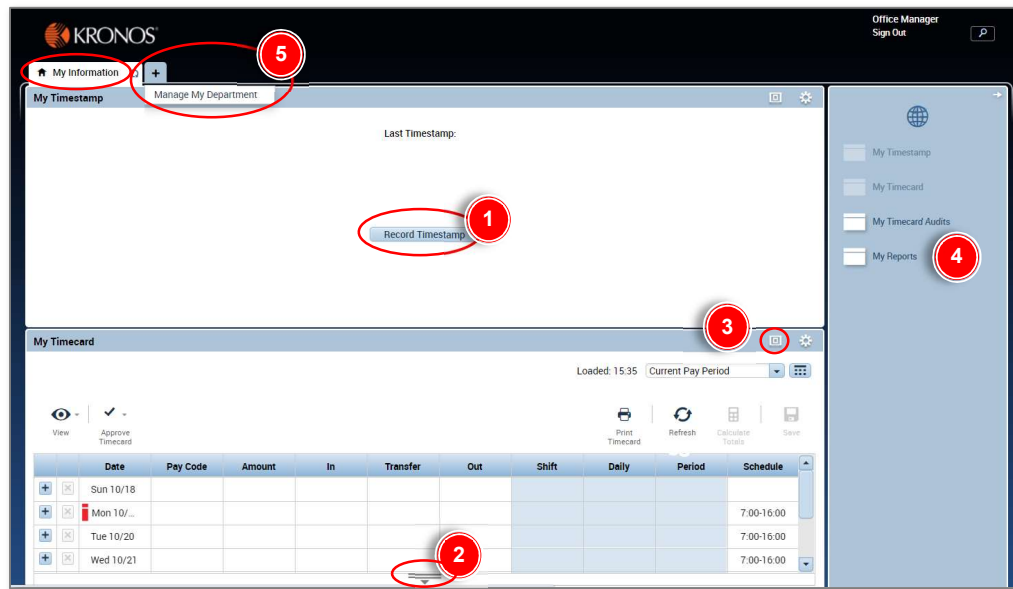 KRONOS
Office Manager
Sign Out
5
My Information
+
Manage My Department
My Timestamp
Last Timestamp:
Record Timestamp
1
My Timestamp
My Timecard
My Timecard Audits
My Reports
4
3
My Timecard
Loaded: 15:35 Current Pay Period
View
Approve
Timecard
Print
Timecard
Refresh
Calculate
Totals
Save
Date Pay Code Amount In Transfer Out Shift Daily Period Schedule
Sun 10/18
Mon 10/... 7:00-16:00
Tue 10/20 7:00-16:00
Wed 10/21 7:00-16:00
2